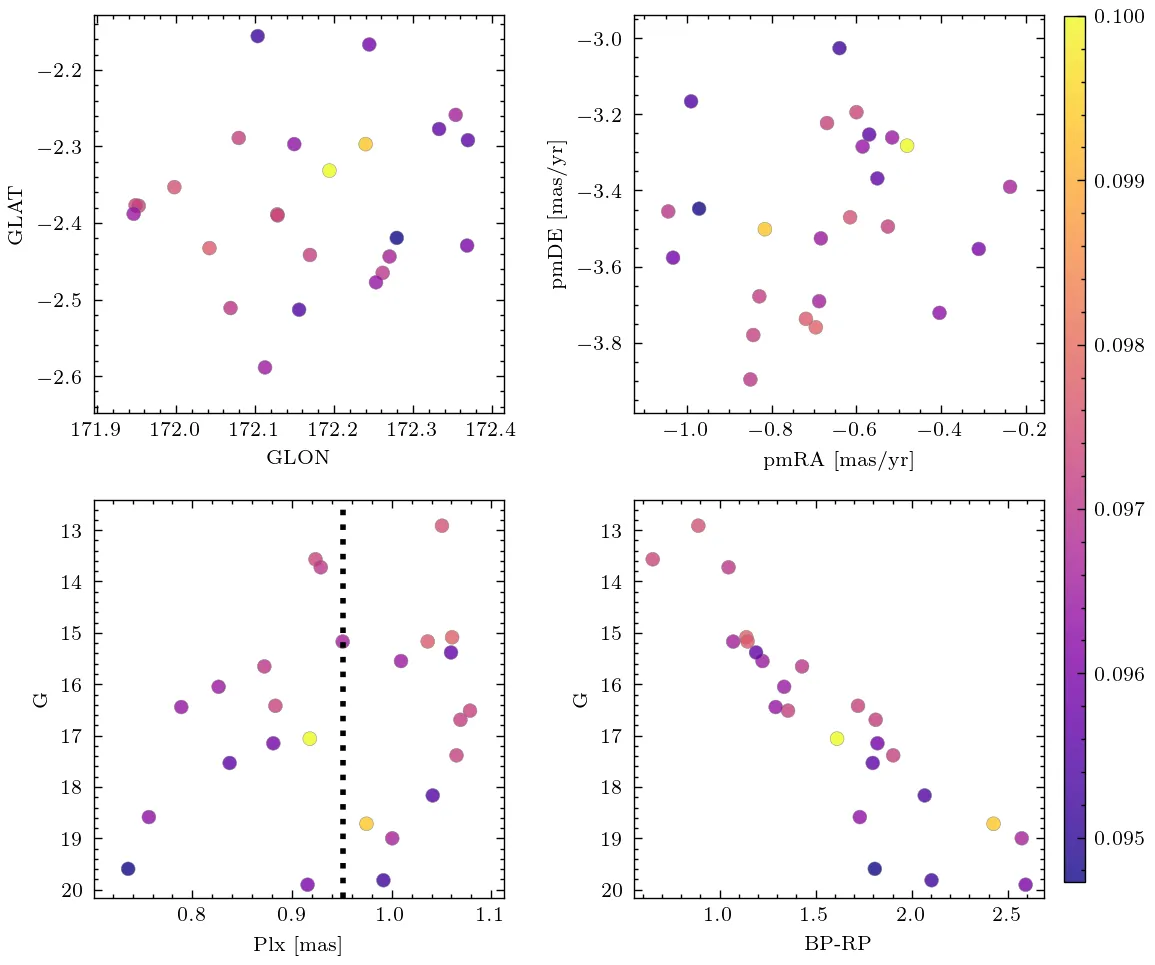 −2.2
−2.3
−2.4
−2.5
−2.6
GLAT
171.9 172.0 172.1 172.2 172.3 172.4
GLON
−3.0
−3.2
−3.4
−3.6
−3.8
pmDE [mas/yr]
−1.0 −0.8 −0.6 −0.4 −0.2
pmRA [mas/yr]
0.100
0.099
0.098
0.097
0.096
0.095
13
14
15
16
17
18
19
20
G
0.8 0.9 1.0 1.1
Plx [mas]
13
14
15
16
17
18
19
20
G
1.0 1.5 2.0 2.5
BP-RP